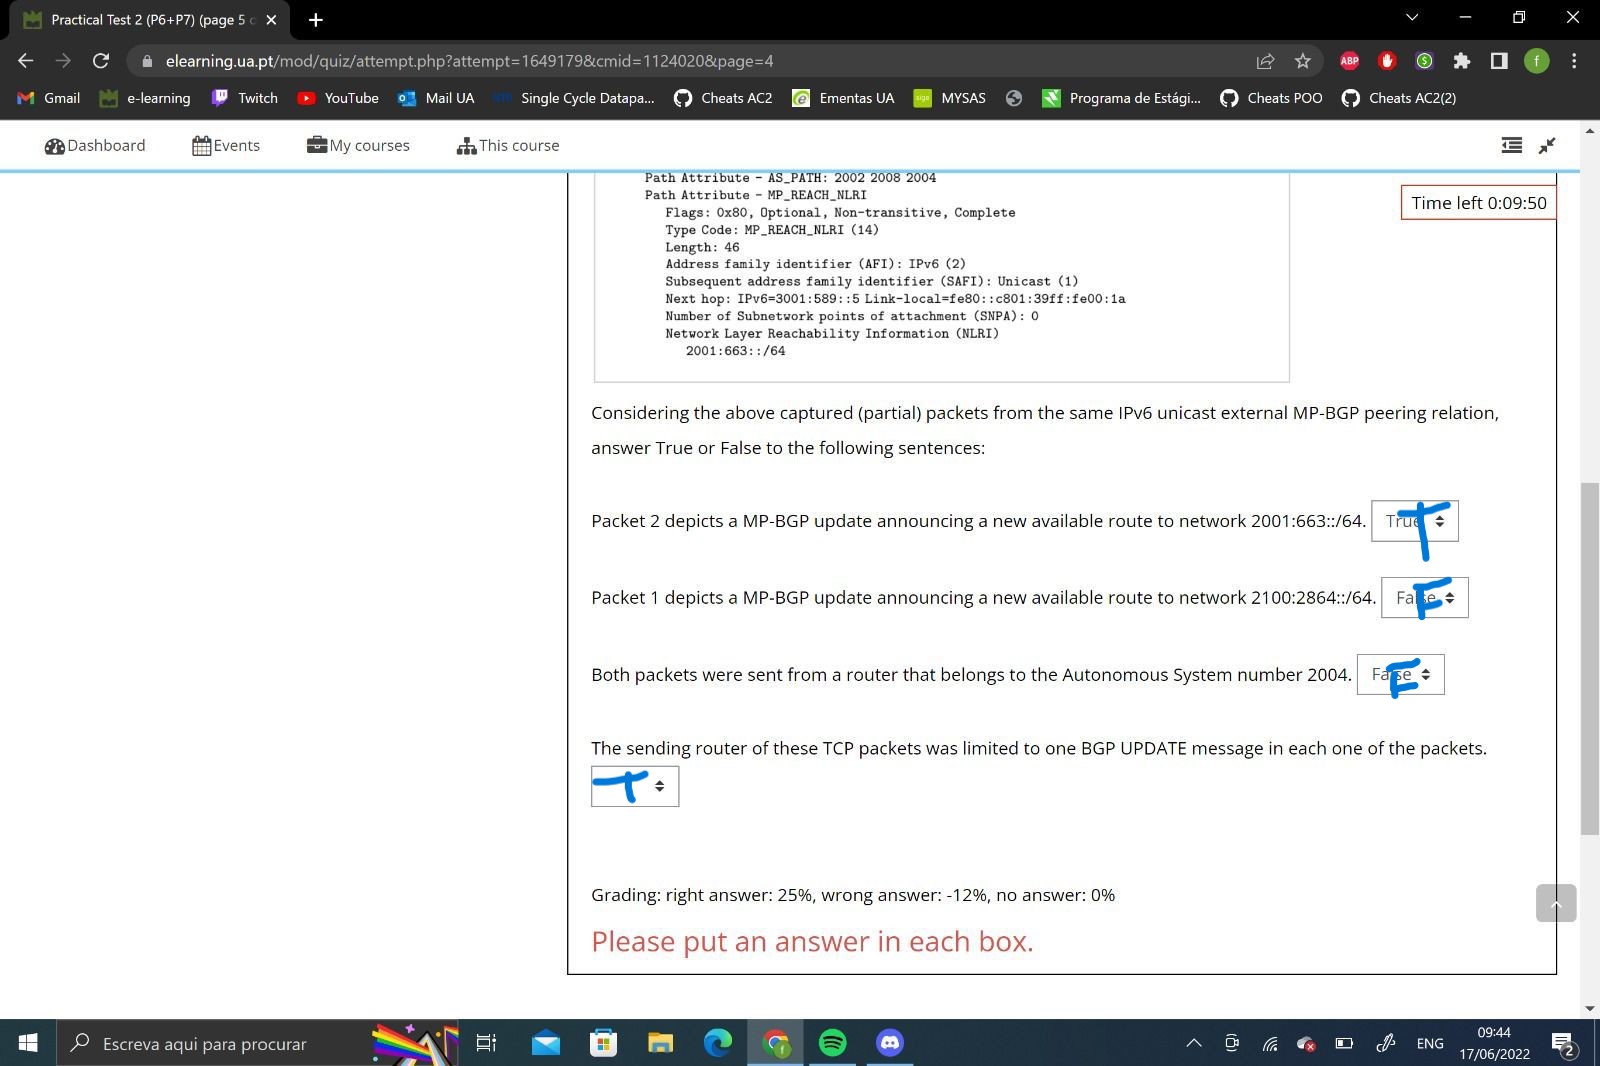 Practical Test 2 (P6+P7) (page 5 o
elearning.ua.pt/mod/quiz/attempt.php?attempt=1649179&cmid=1124020&page=4
ABP
f
Gmail e-learning Twitch YouTube Mail UA Single Cycle Datapa... Cheats AC2 Ementas UA MYSAS Programa de Estági... Cheats POO Cheats AC2(2)
Dashboard Events My courses This course
Time left 0:09:50
Path Attribute - AS_PATH: 2002 2008 2004
Path Attribute - MP_REACH_NLRI
Flags: 0x80, Optional, Non-transitive, Complete
Type Code: MP_REACH_NLRI (14)
Length: 46
Address family identifier (AFI): IPv6 (2)
Subsequent address family identifier (SAFI): Unicast (1)
Next hop: IPv6=3001:589::5 Link-local=fe80::c801:39ff:fe00:1a
Number of Subnetwork points of attachment (SNPA): 0
Network Layer Reachability Information (NLRI)
2001:663::/64
Considering the above captured (partial) packets from the same IPv6 unicast external MP-BGP peering relation,
answer True or False to the following sentences:
Packet 2 depicts a MP-BGP update announcing a new available route to network 2001:663::/64. True T
Packet 1 depicts a MP-BGP update announcing a new available route to network 2100:2864::/64. False F
Both packets were sent from a router that belongs to the Autonomous System number 2004. False F
The sending router of these TCP packets was limited to one BGP UPDATE message in each one of the packets.
T
Grading: right answer: 25%, wrong answer: -12%, no answer: 0%
Please put an answer in each box.
Escreva aqui para procurar
ENG
09:44
17/06/2022
2